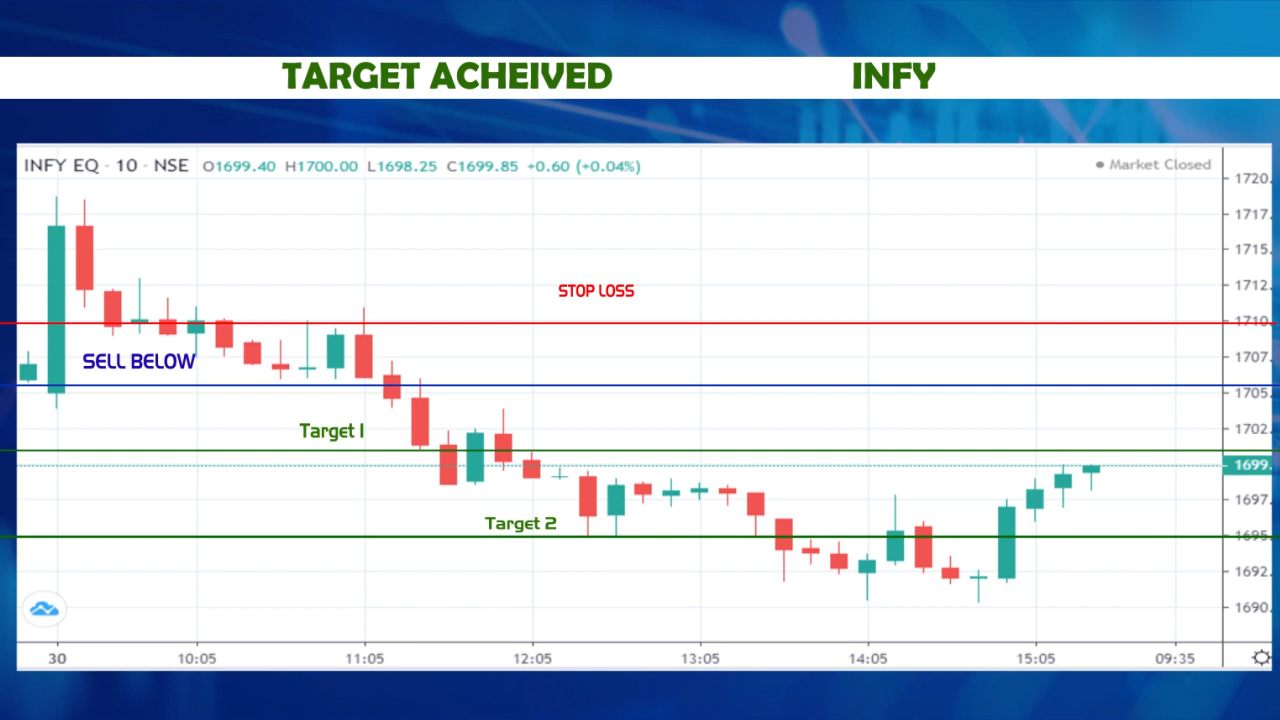 TARGET ACHEIVED INFY
INFY EQ · 10 · NSE O1699.40 H1700.00 L1698.25 C1699.85 +0.60 (+0.04%)
Market Closed
1720.
1717.
1715.
STOP LOSS
1712.
1710.
SELL BELOW
1707.
1705.
Target 1
1702.
1699.
1697.
Target 2
1695.
1692.
1690.
30 10:05 11:05 12:05 13:05 14:05 15:05 09:35